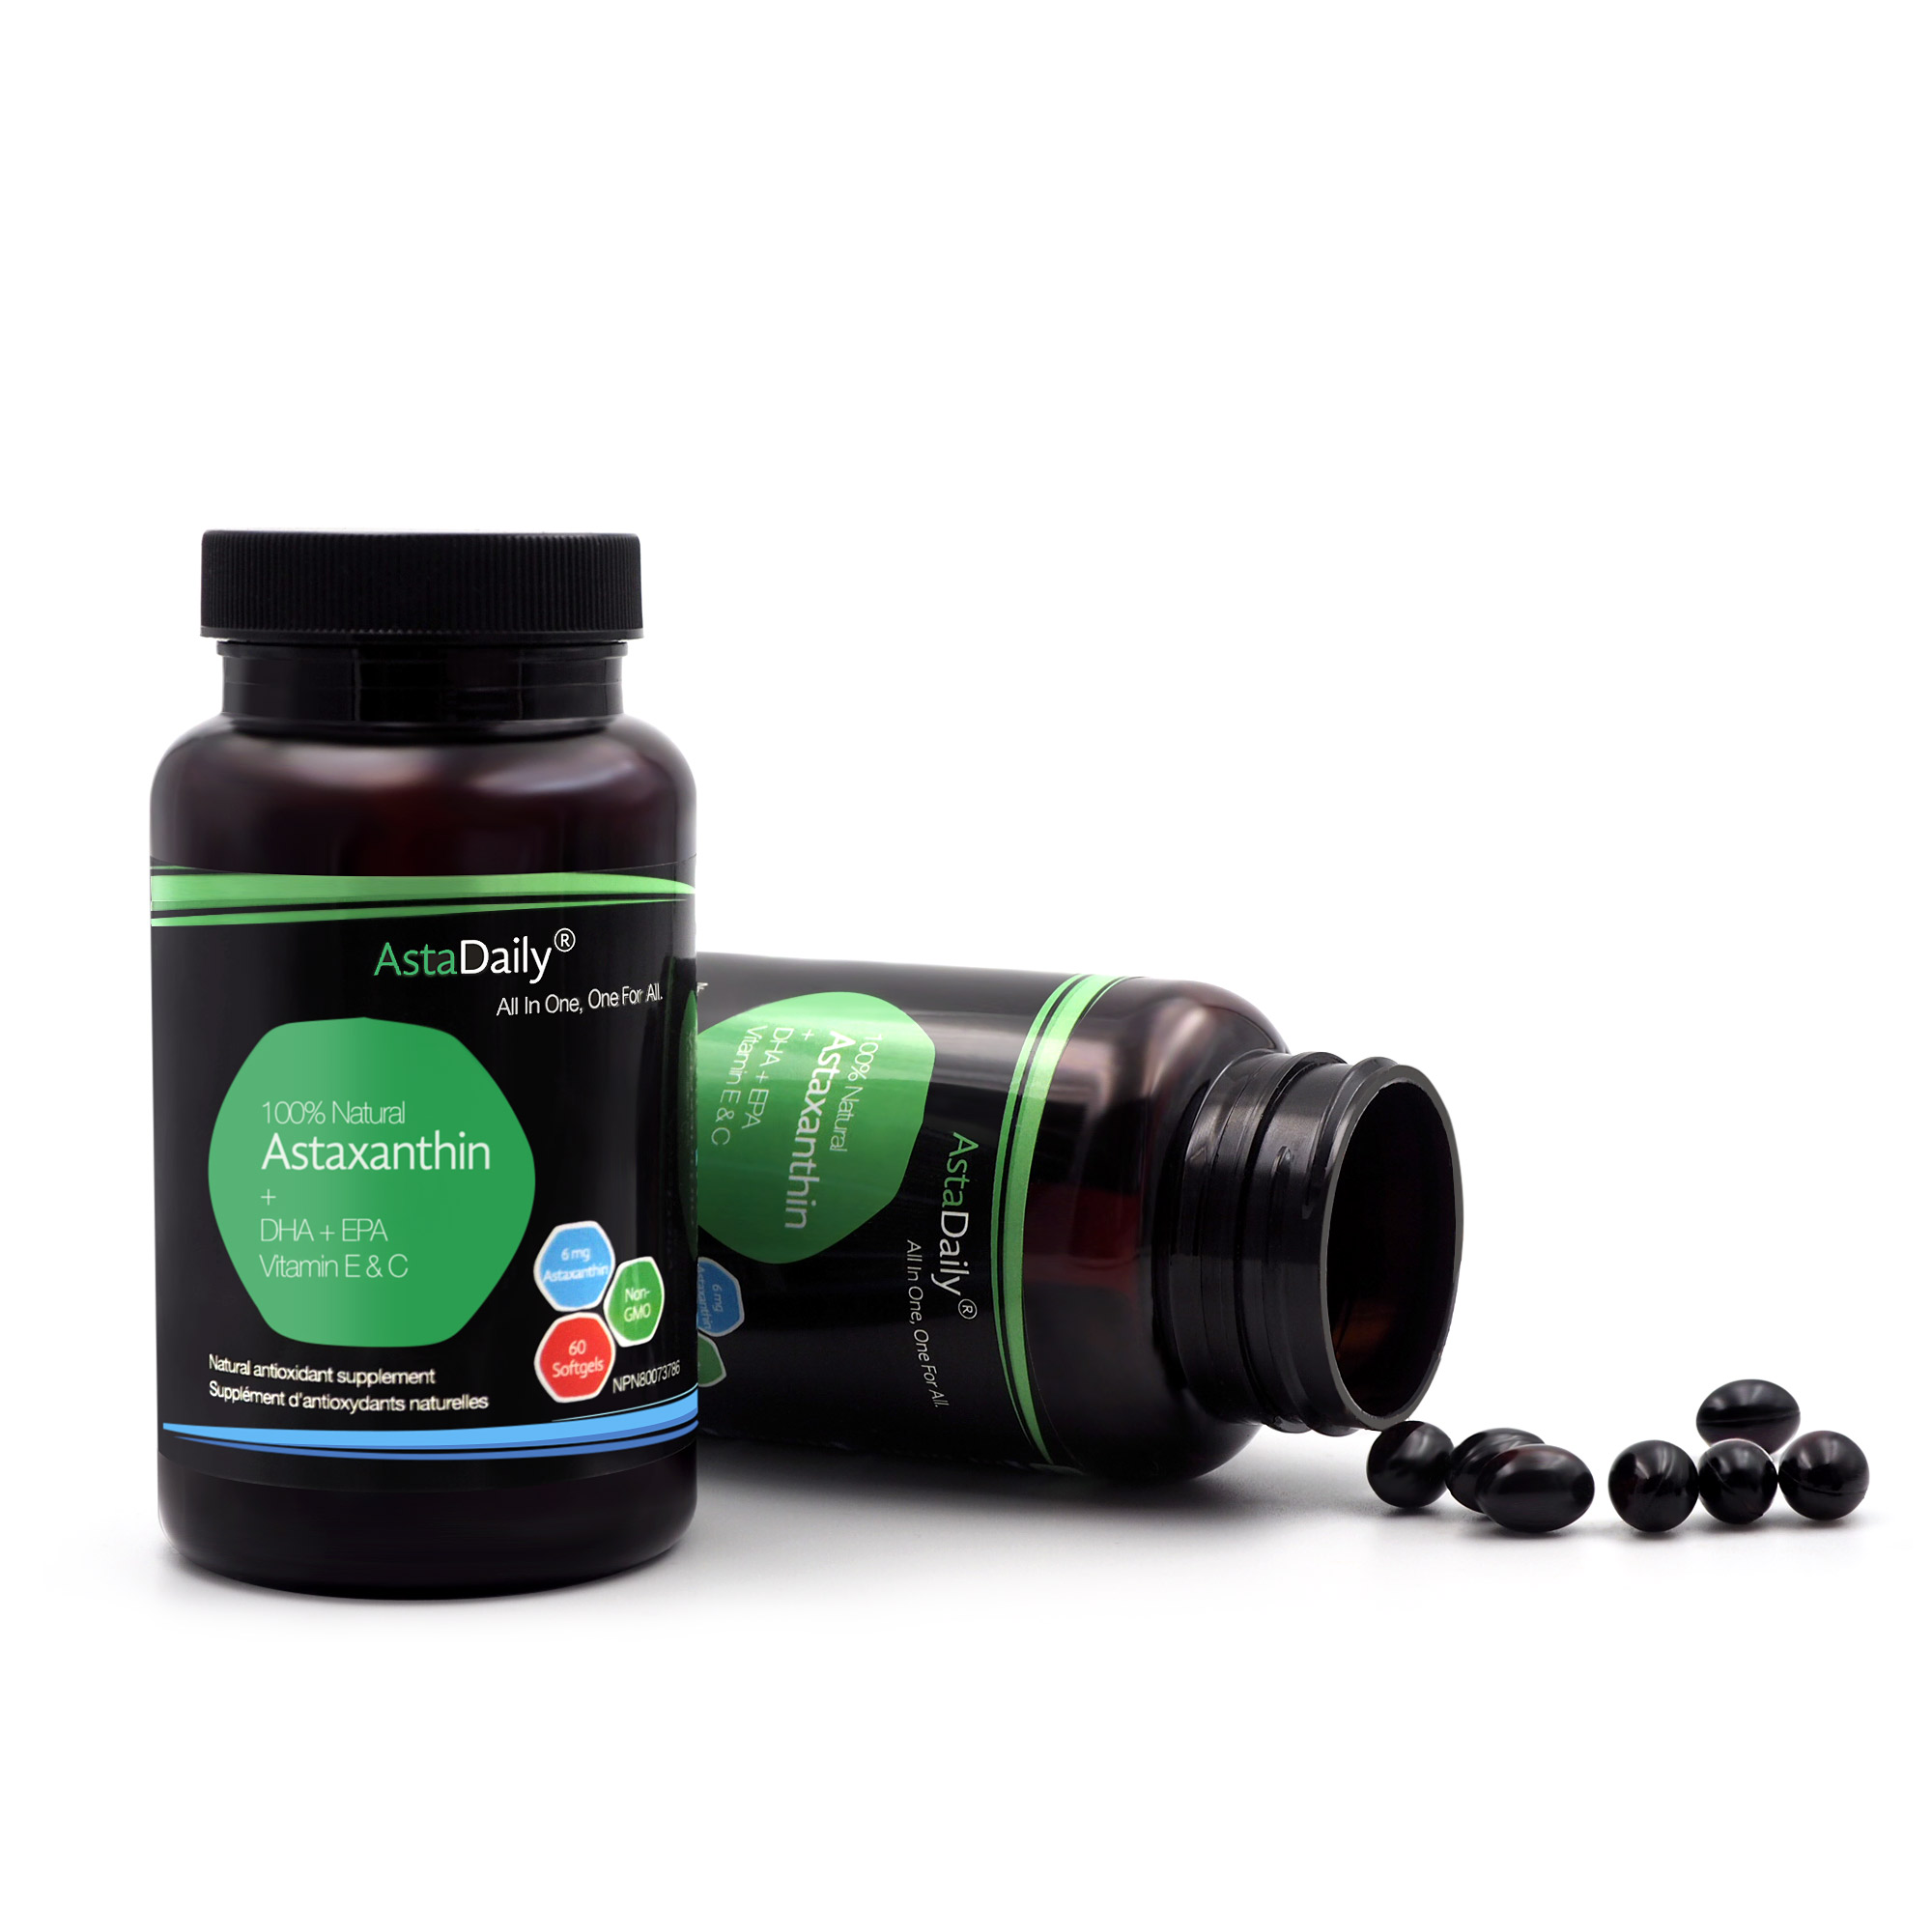 AstaDaily®
All In One, One For All.
100% Natural
Astaxanthin
+
DHA + EPA
Vitamin E & C
6 mg
Astaxanthin
Non-
GMO
60
Softgels
NPN80073786
Natural antioxidant supplement
Supplément d'antioxydants naturelles
AstaDaily®
All In One, One For All.
100% Natural
Astaxanthin
+
DHA + EPA
Vitamin E & C
6 mg
Astaxanthin